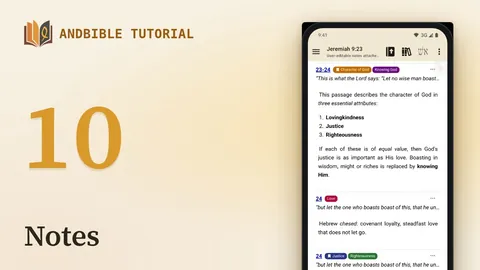 ANDBIBLE TUTORIAL
10
Notes
9:41
3G
Jeremiah 9:23
23-24 Character of God Knowing God
"This is what the Lord says: "Let no wise man boast...
This passage describes the character of God in
three essential attributes:
1. Lovingkindness
2. Justice
3. Righteousness
If each of these is of equal value, then God's
justice is as important as His love. Boasting in
wisdom, might or riches is replaced by knowing
Him.
24 Love
"but let the one who boasts boast of this, that he un...
Hebrew chesed: covenant loyalty, steadfast love
that does not let go.
24 Justice Righteousness
"but let the one who boasts boast of this, that he un...